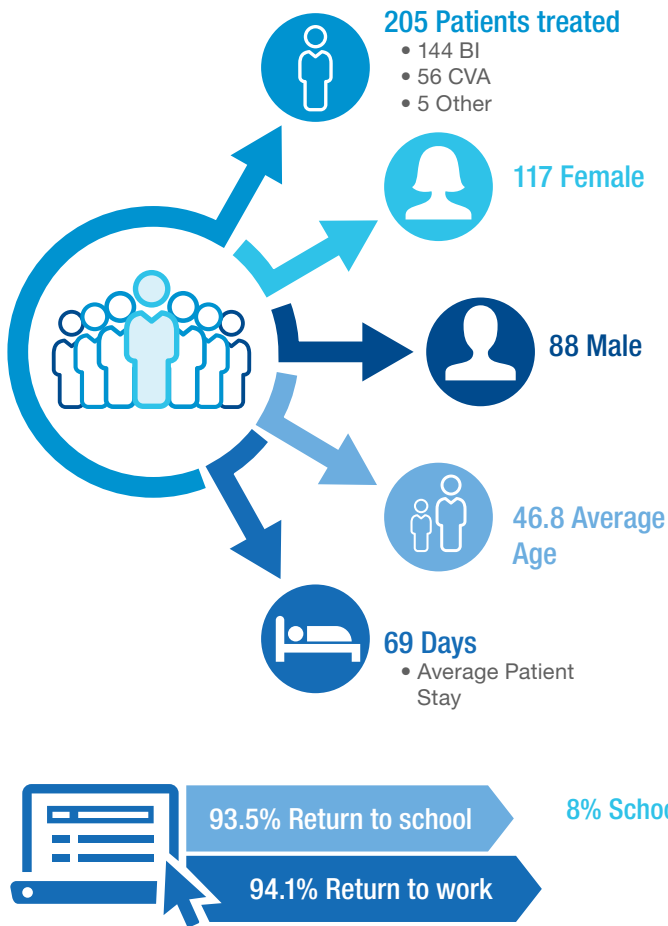 205 Patients treated
• 144 BI
• 56 CVA
• 5 Other
117 Female
88 Male
46.8 Average
Age
69 Days
• Average Patient
Stay
93.5% Return to school
8%
94.1% Return to work